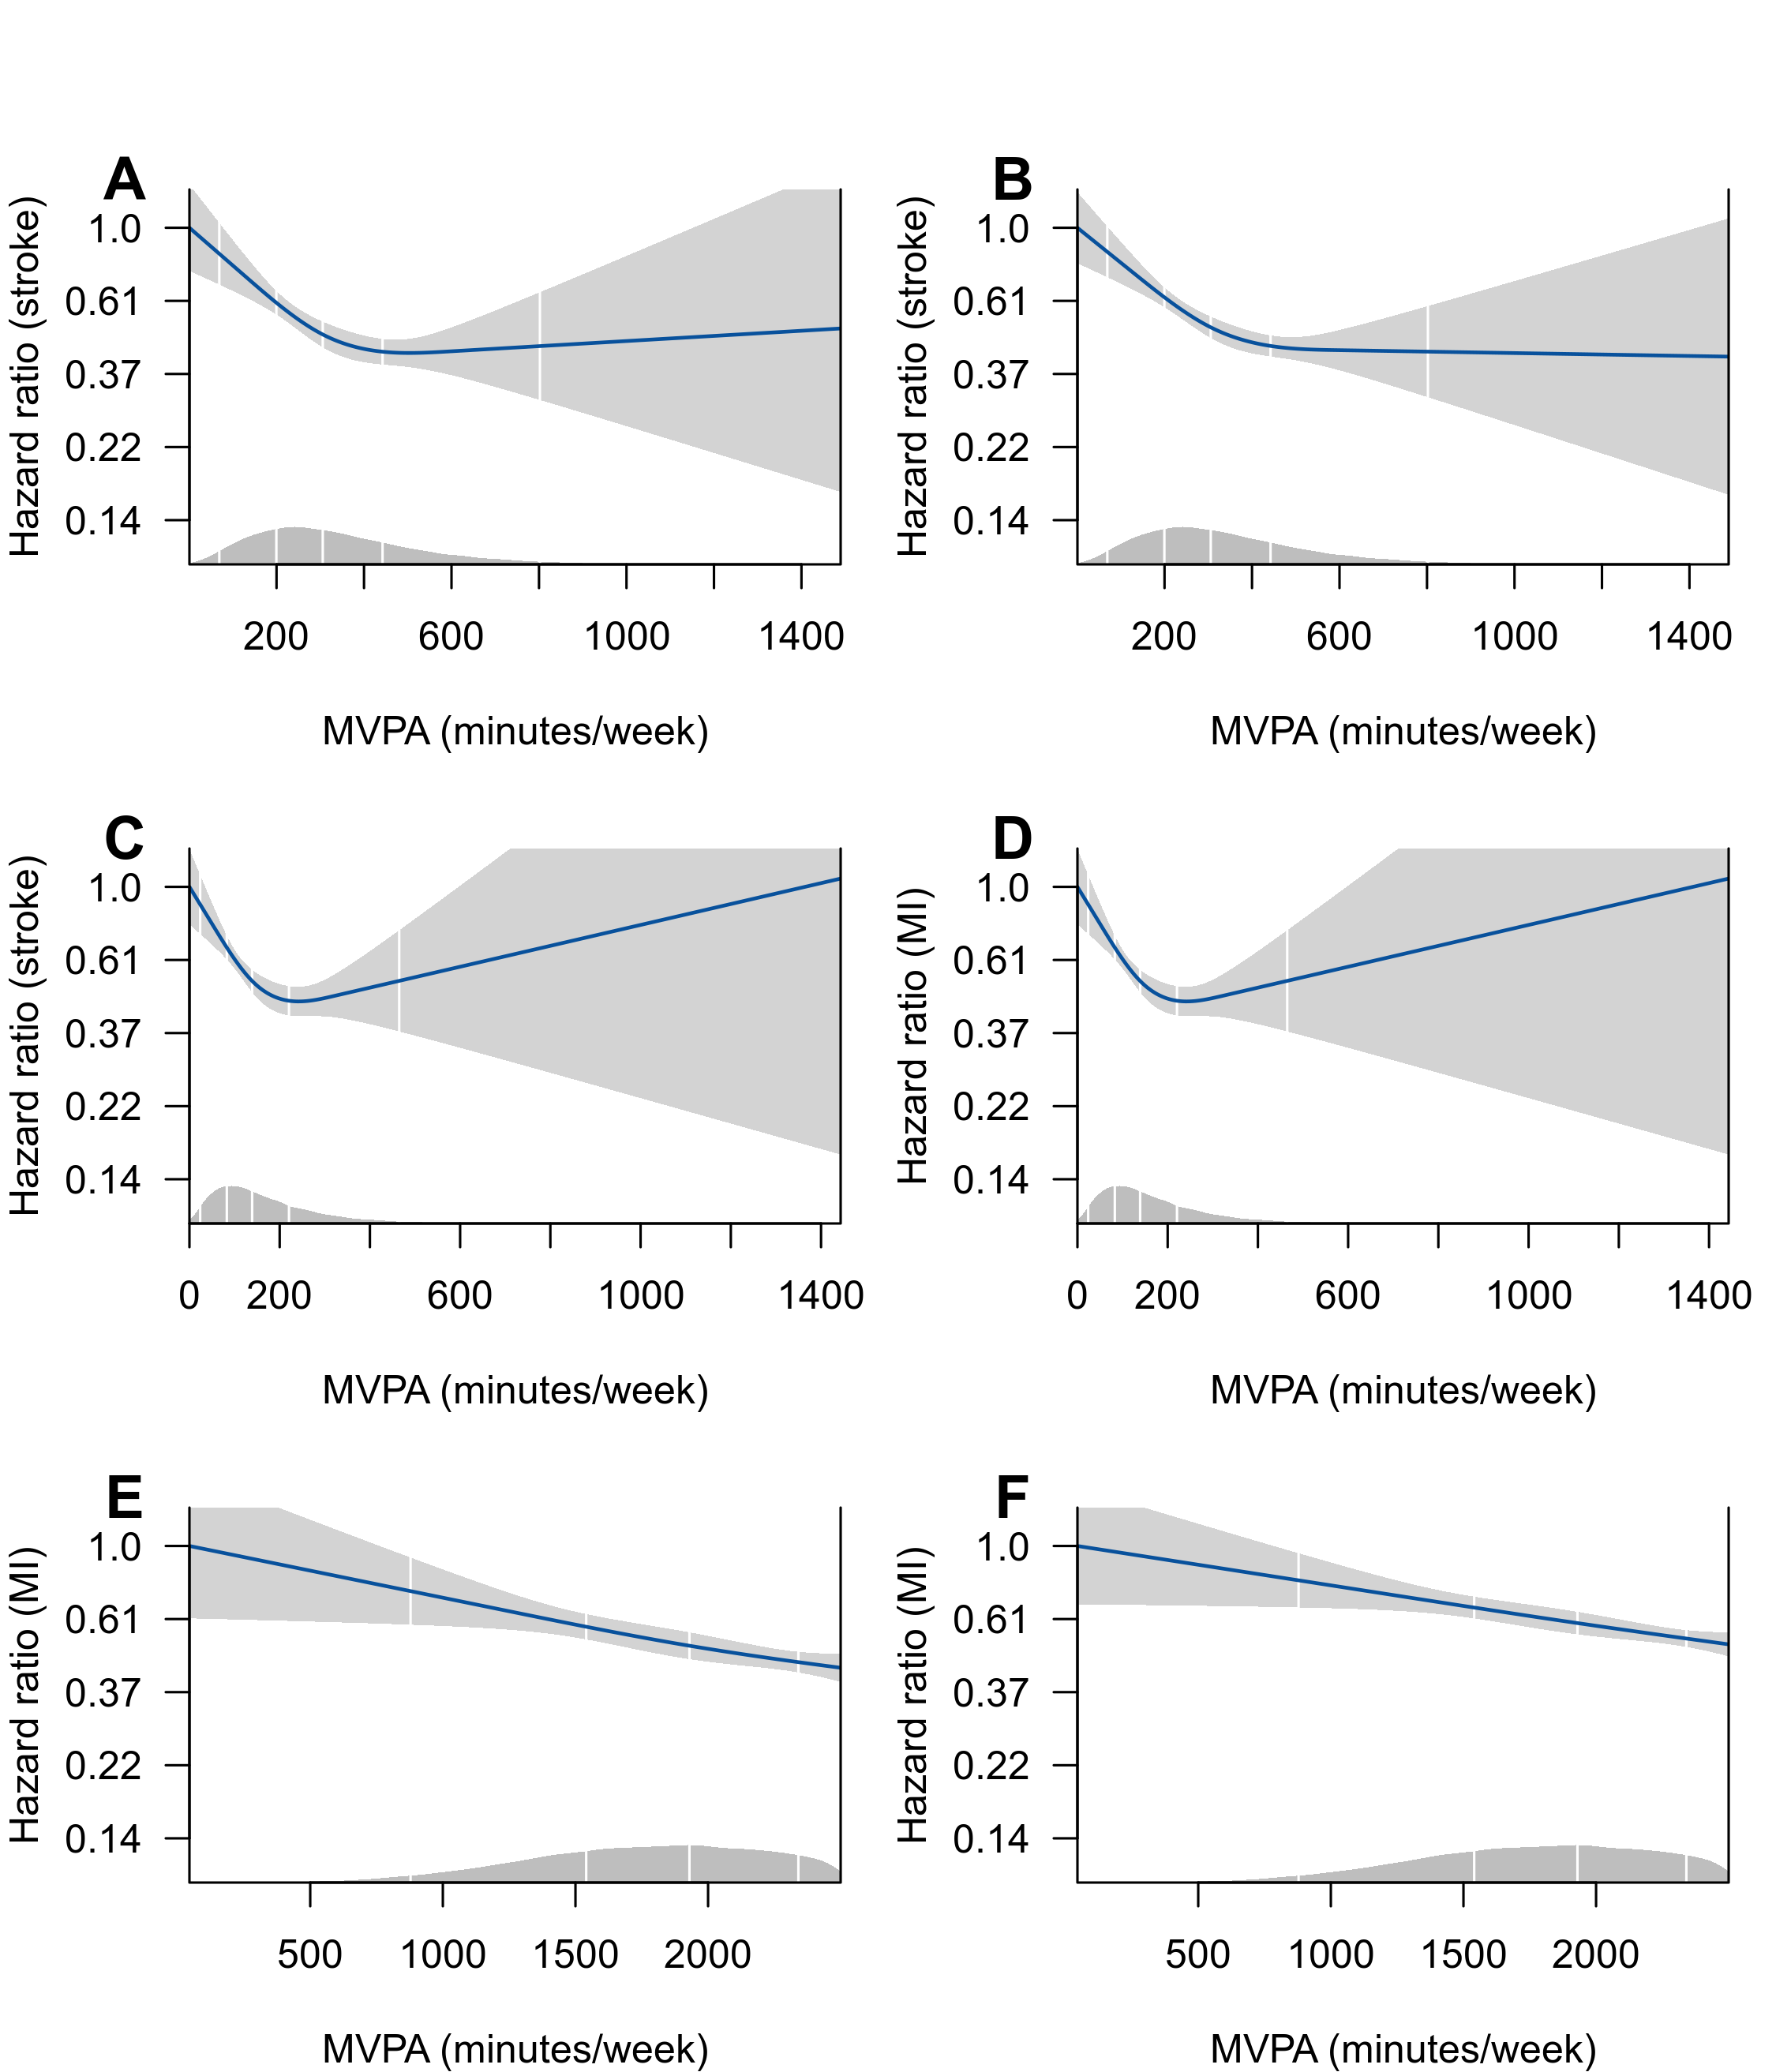 A
Hazard ratio (stroke)
1.0
0.61
0.37
0.22
0.14
200 600 1000 1400
MVPA (minutes/week)
B
Hazard ratio (stroke)
1.0
0.61
0.37
0.22
0.14
200 600 1000 1400
MVPA (minutes/week)
C
Hazard ratio (stroke)
1.0
0.61
0.37
0.22
0.14
0 200 600 1000 1400
MVPA (minutes/week)
D
Hazard ratio (MI)
1.0
0.61
0.37
0.22
0.14
0 200 600 1000 1400
MVPA (minutes/week)
E
Hazard ratio (MI)
1.0
0.61
0.37
0.22
0.14
500 1000 1500 2000
MVPA (minutes/week)
F
Hazard ratio (MI)
1.0
0.61
0.37
0.22
0.14
500 1000 1500 2000
MVPA (minutes/week)